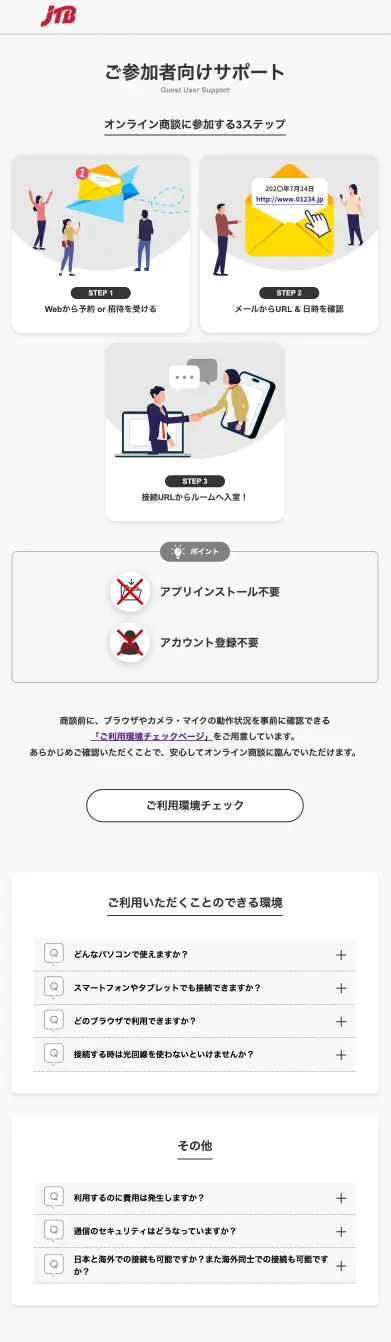 JTB
ご参加者向けサポート
Guest User Support
オンライン商談に参加する3ステップ
1
STEP 1
Webから予約 or 招待を受ける
202〇年7月24日
http://www.01234.jp
STEP 2
メールからURL & 日時を確認
STEP 3
接続URLからルームへ入室！
ポイント
アプリインストール不要
アカウント登録不要
商談前に、ブラウザやカメラ・マイクの動作状況を事前に確認できる
「ご利用環境チェックページ」をご用意しています。
あらかじめご確認いただくことで、安心してオンライン商談に臨んでいただけます。
ご利用環境チェック
ご利用いただくことのできる環境
Q どんなパソコンで使えますか？
Q スマートフォンやタブレットでも接続できますか？
Q どのブラウザで利用できますか？
Q 接続する時は光回線を使わないといけませんか？
その他
Q 利用するのに費用は発生しますか？
Q 通信のセキュリティはどうなっていますか？
Q 日本と海外での接続も可能ですか？また海外同士での接続も可能です
か？